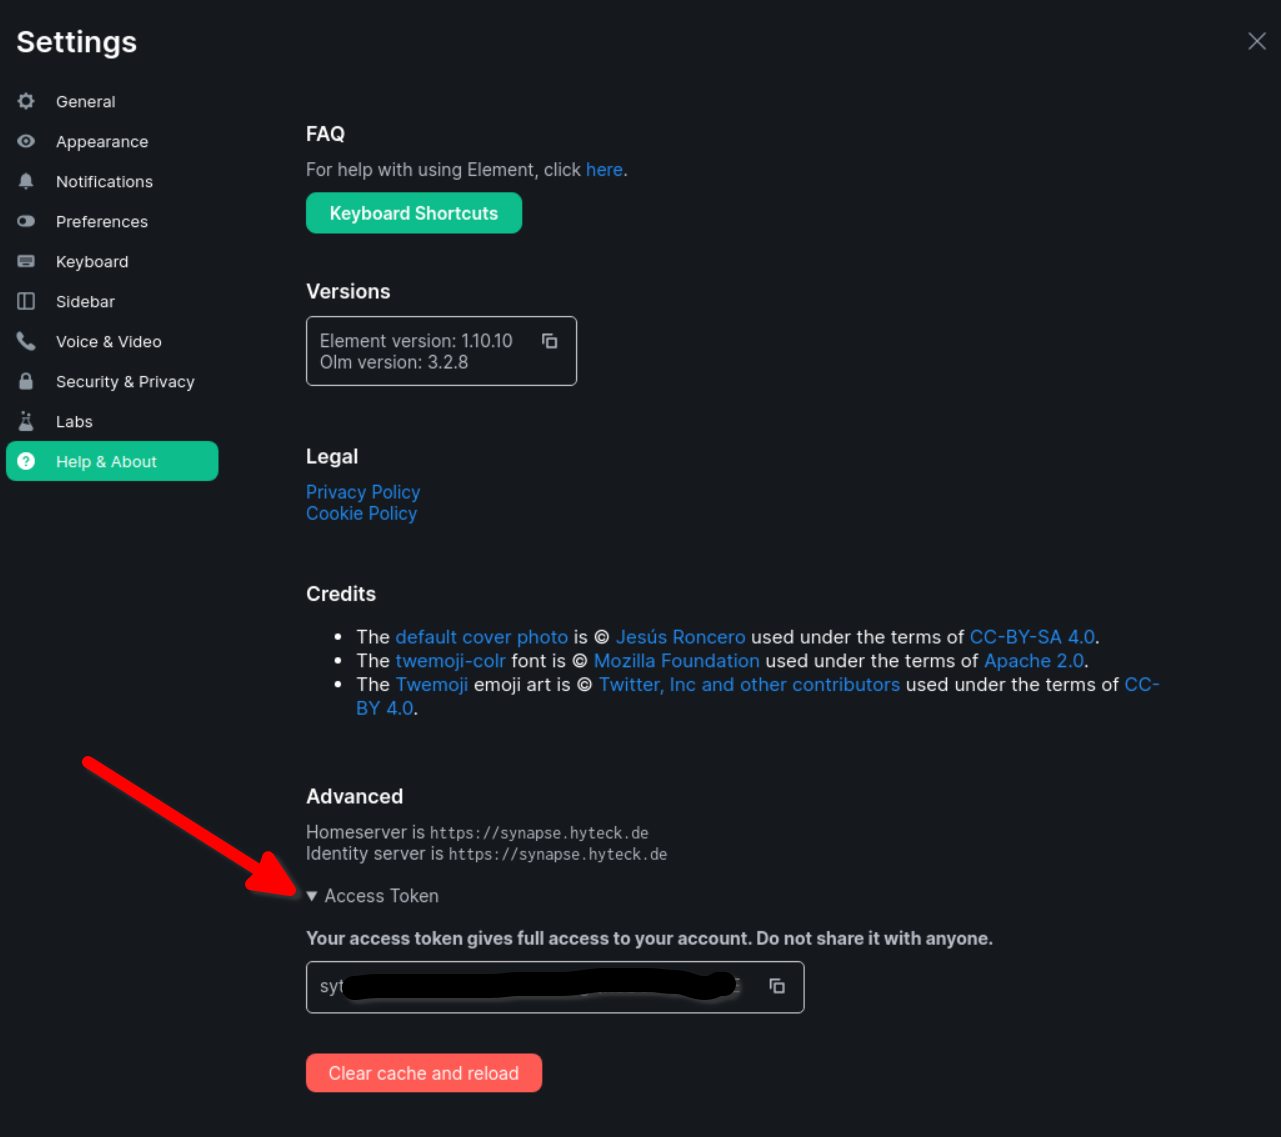 Settings
General
Appearance
Notifications
Preferences
Keyboard
Sidebar
Voice & Video
Security & Privacy
Labs
Help & About
FAQ
For help with using Element, click here.
Keyboard Shortcuts
Versions
Element version: 1.10.10
Olm version: 3.2.8
Legal
Privacy Policy
Cookie Policy
Credits
• The default cover photo is © Jesús Roncero used under the terms of CC-BY-SA 4.0.
• The twemoji-colr font is © Mozilla Foundation used under the terms of Apache 2.0.
• The Twemoji emoji art is © Twitter, Inc and other contributors used under the terms of CC-
BY 4.0.
Advanced
Homeserver is https://synapse.hyteck.de
Identity server is https://synapse.hyteck.de
▼ Access Token
Your access token gives full access to your account. Do not share it with anyone.
Clear cache and reload